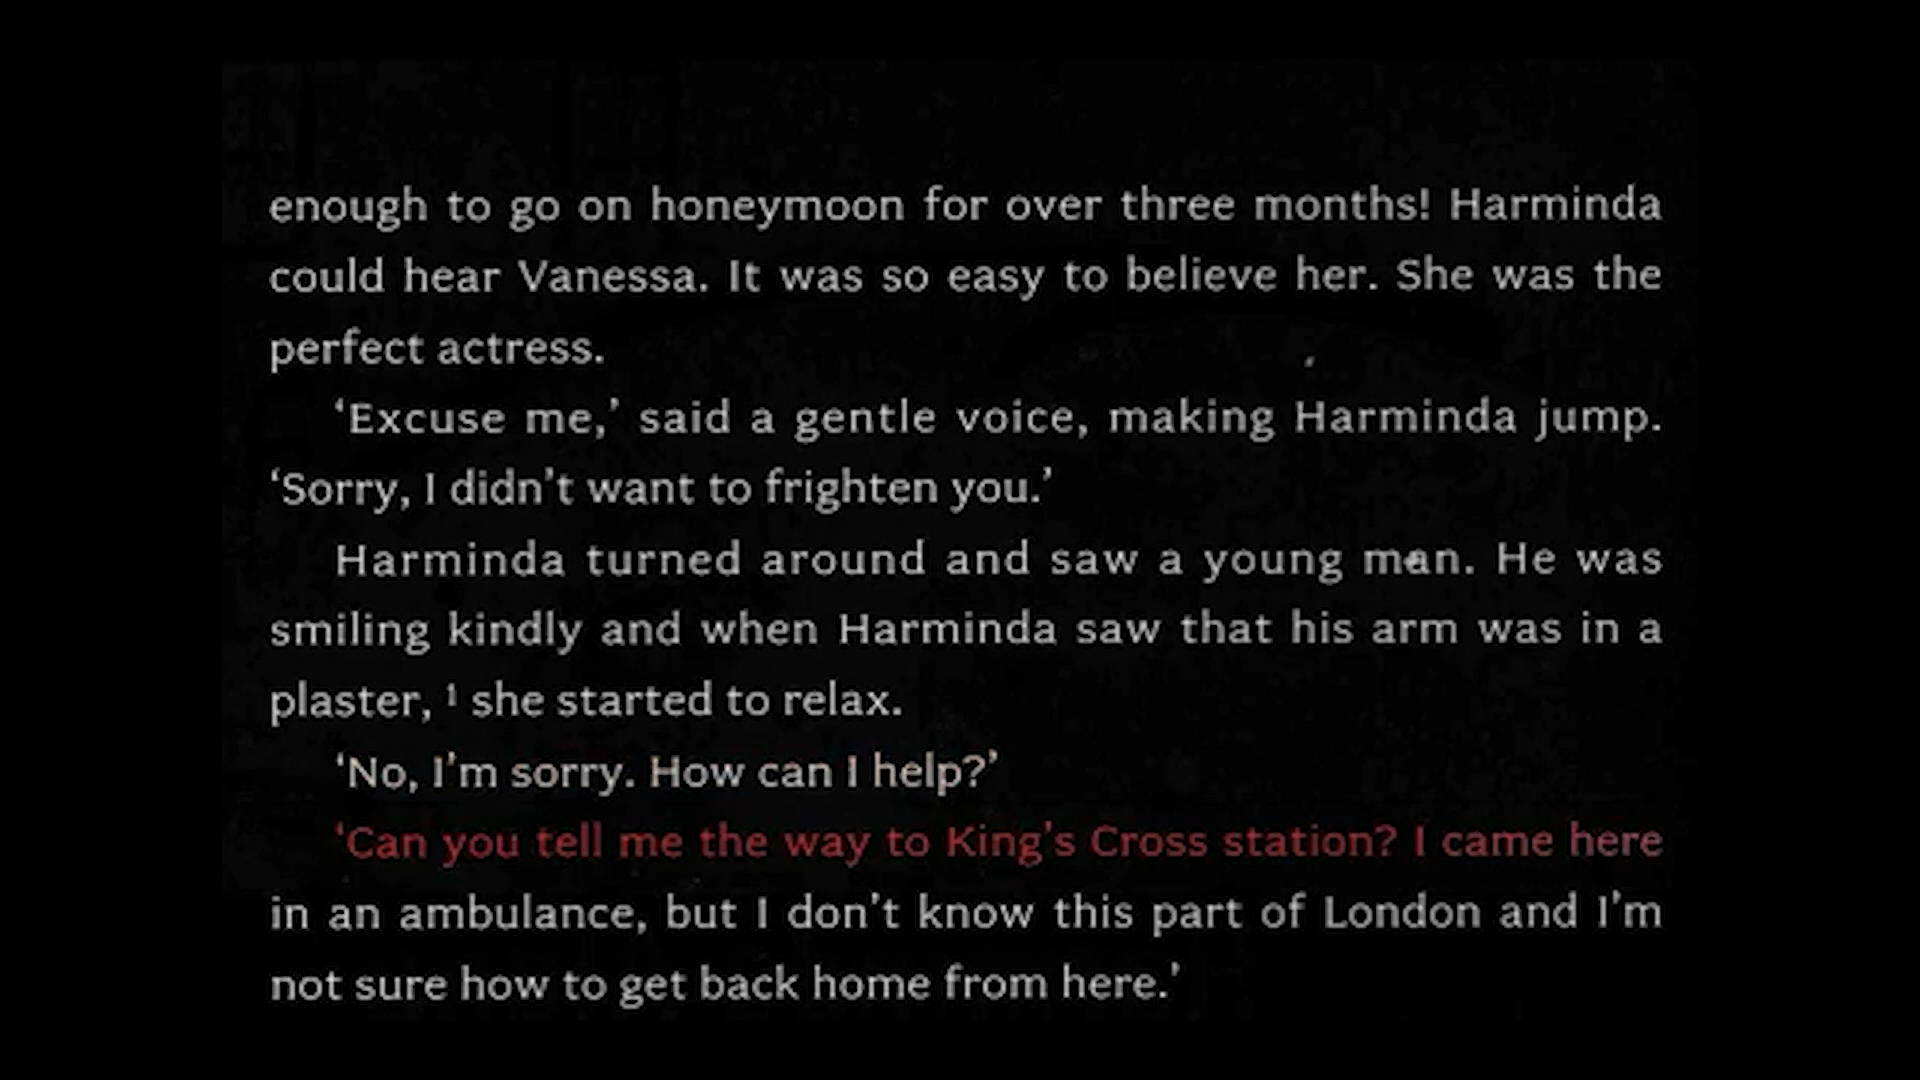 enough to go on honeymoon for over three months! Harminda
could hear Vanessa. It was so easy to believe her. She was the
perfect actress.
‘Excuse me,’ said a gentle voice, making Harminda jump.
‘Sorry, I didn’t want to frighten you.’
Harminda turned around and saw a young man. He was
smiling kindly and when Harminda saw that his arm was in a
plaster, ¹ she started to relax.
‘No, I’m sorry. How can I help?’
‘Can you tell me the way to King’s Cross station? I came here
in an ambulance, but I don’t know this part of London and I’m
not sure how to get back home from here.’